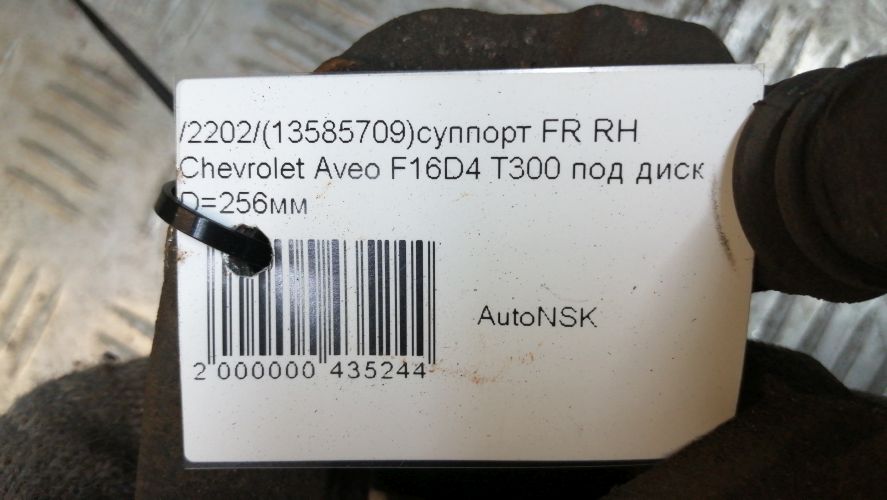 /2202/(13585709)суппорт FR RH
Chevrolet Aveo F16D4 T300 под диск
D=256мм
AutoNSK
2 000000 435244